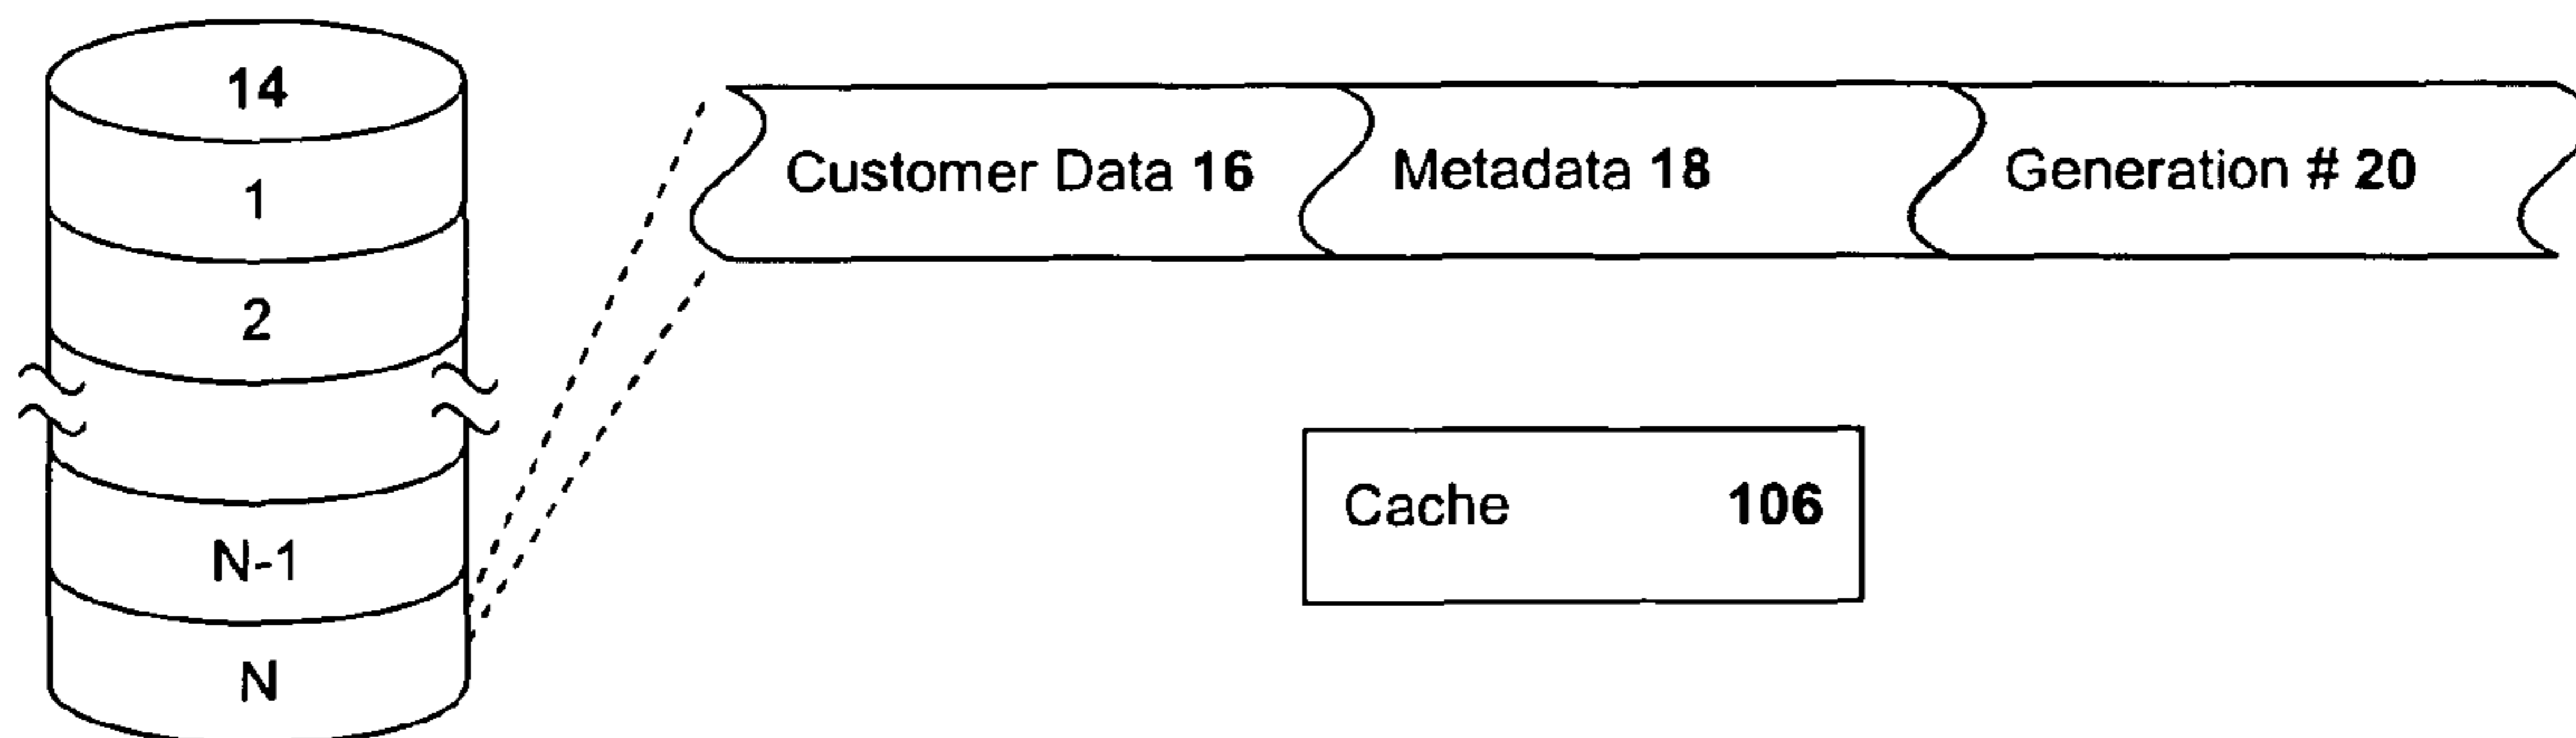 14
1
2
N-1
N
Customer Data 16
Metadata 18
Generation # 20
Cache 106